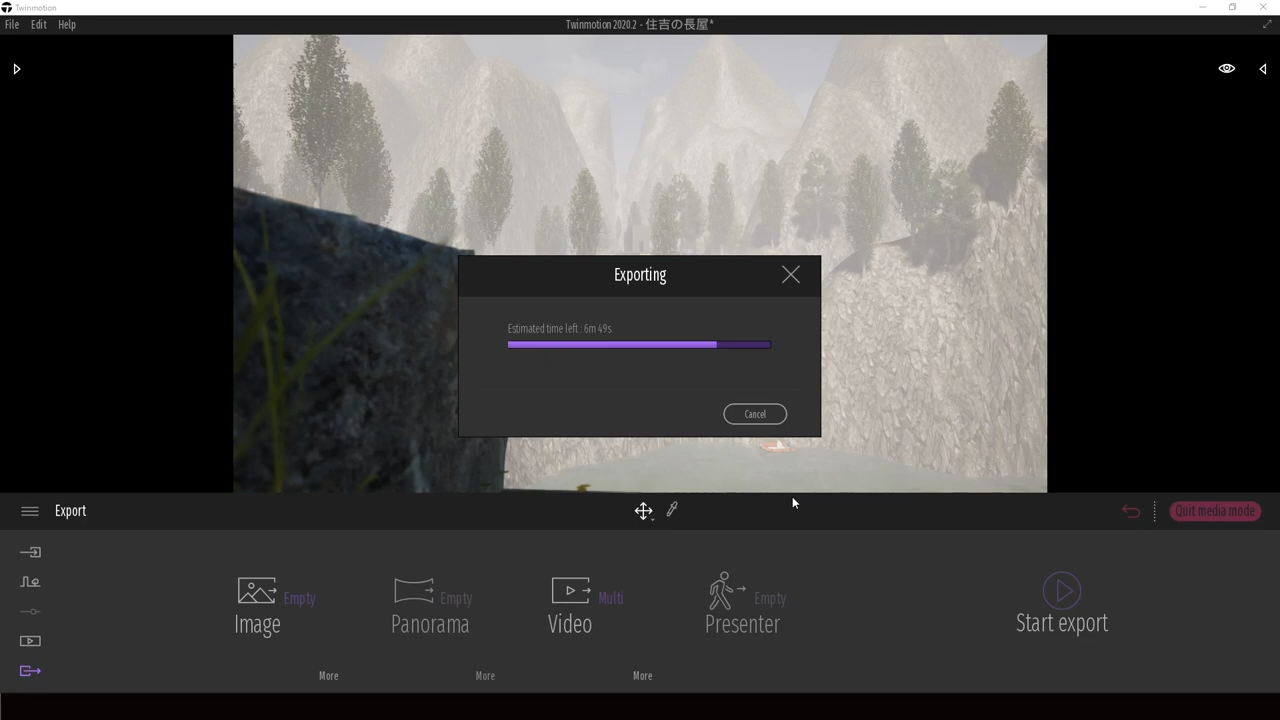 Twinmotion
File Edit Help
Twinmotion 2020.2 - 住吉の長屋*
Exporting
Estimated time left : 6m 49s
Cancel
Export
Quit media mode
Empty
Image
Empty
Panorama
Multi
Video
Empty
Presenter
Start export
More
More
More